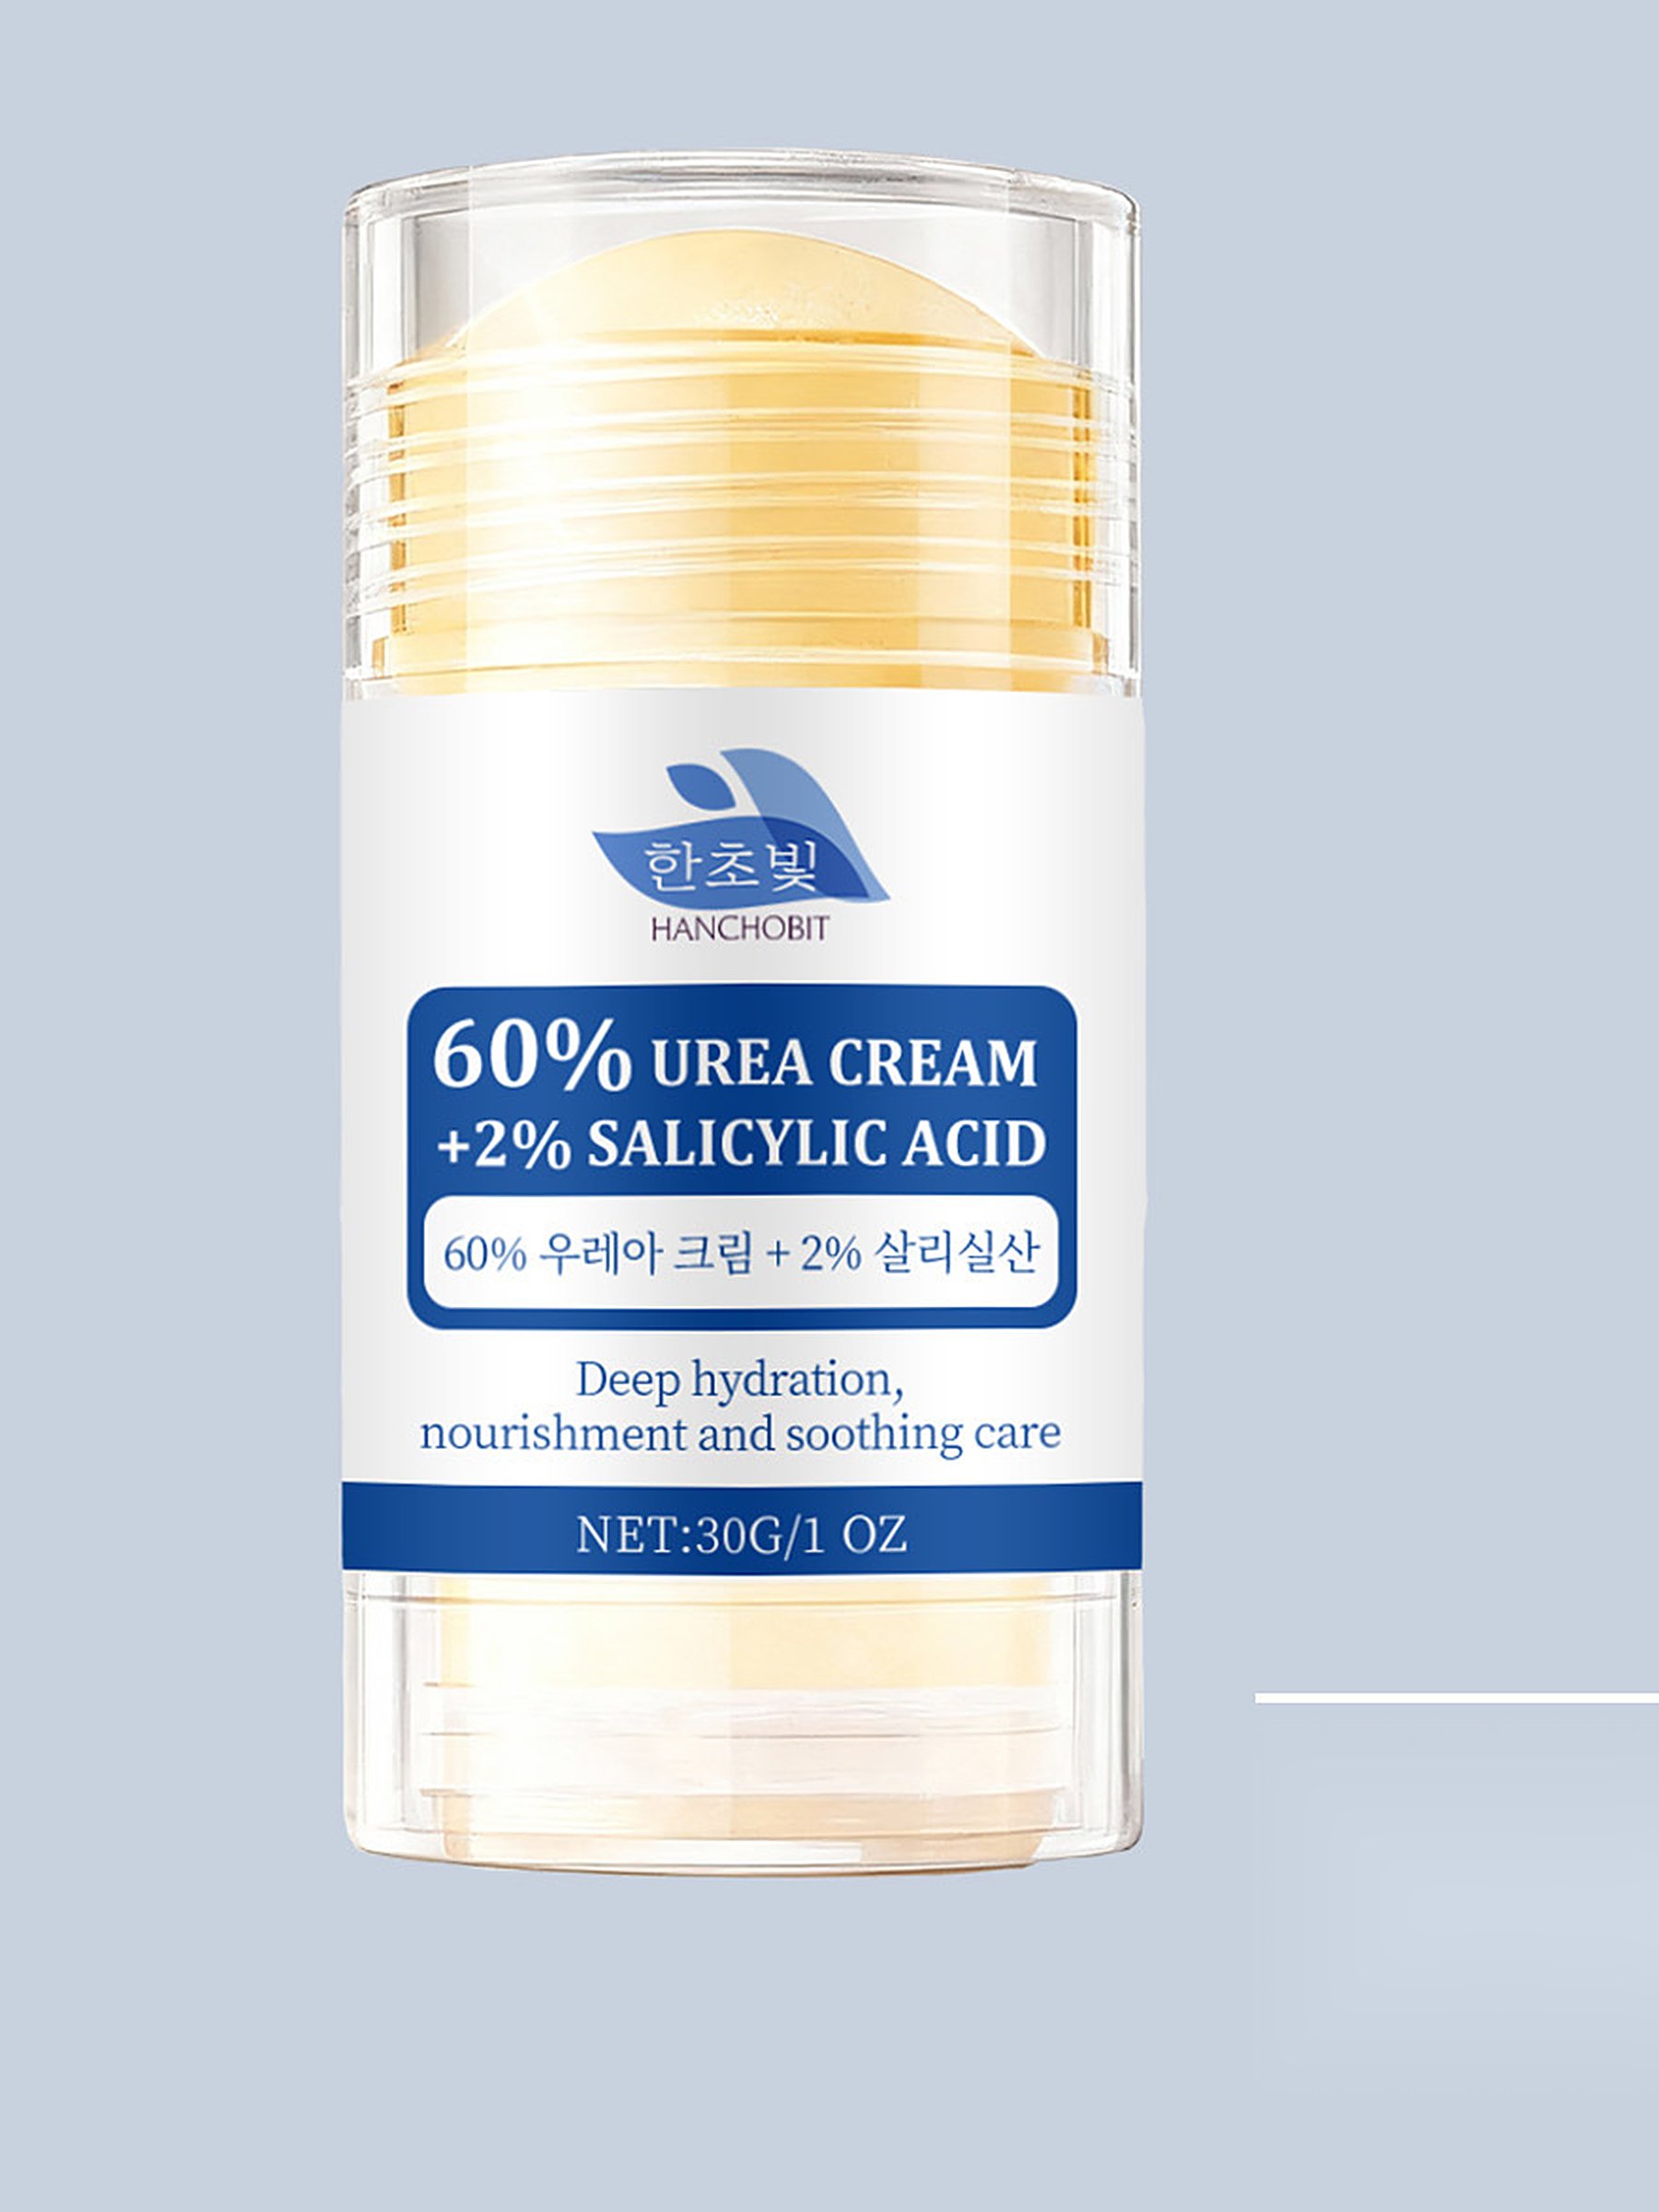 한초빛
HANCHOBIT
60% UREA CREAM
+2% SALICYLIC ACID
60% 우레아 크림 + 2% 살리실산
Deep hydration,
nourishment and soothing care
NET:30G/1 OZ